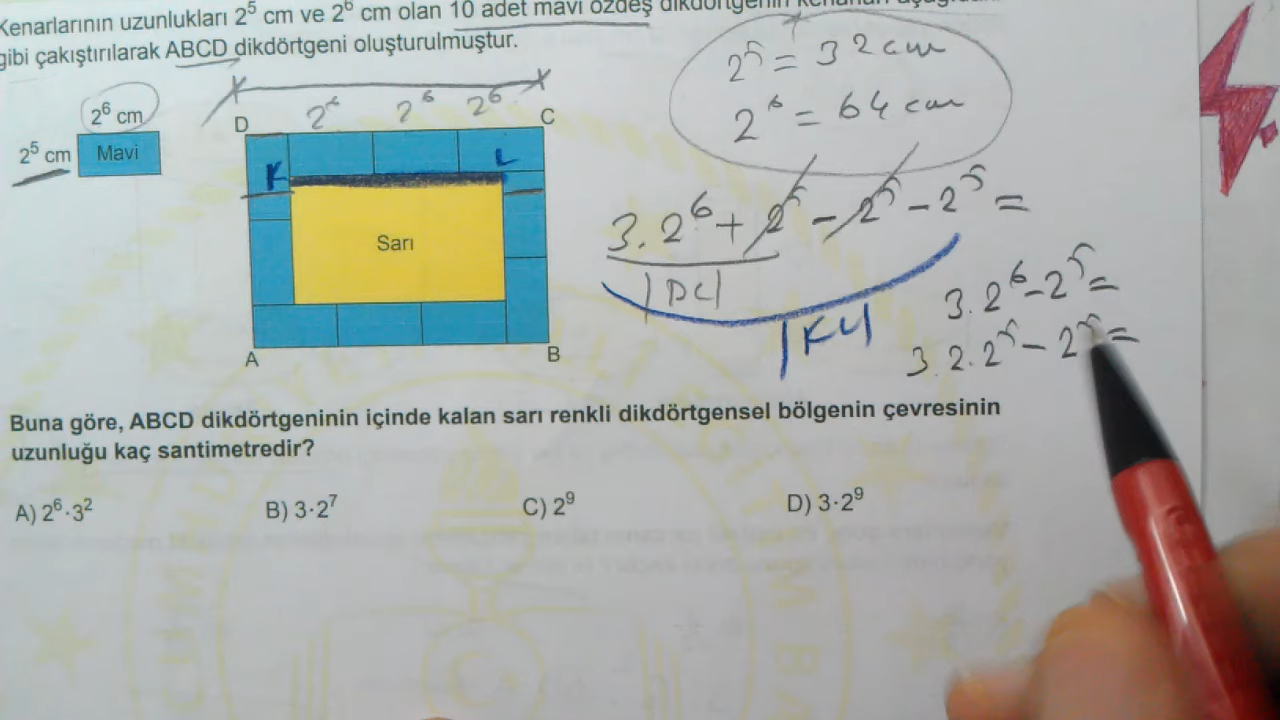 Kenarlarının uzunlukları 2⁵ cm ve 2⁶ cm olan 10 adet mavi özdeş dikdörtgenin kenarları
gibi çakıştırılarak ABCD dikdörtgeni oluşturulmuştur.
2⁵ = 32 cm
2⁶ = 64 cm
2⁶ cm
2⁵ cm Mavi
D 2⁶ 2⁶ 2⁶ C
K L
Sarı
A B
3.2⁶ + 2⁵ - 2⁵ - 2⁵ =
|DC|
|KL|
3.2⁶ - 2⁵ =
3.2.2⁵ - 2⁵ =
Buna göre, ABCD dikdörtgeninin içinde kalan sarı renkli dikdörtgensel bölgenin çevresinin
uzunluğu kaç santimetredir?
A) 2⁶·3² B) 3·2⁷ C) 2⁹ D) 3·2⁹